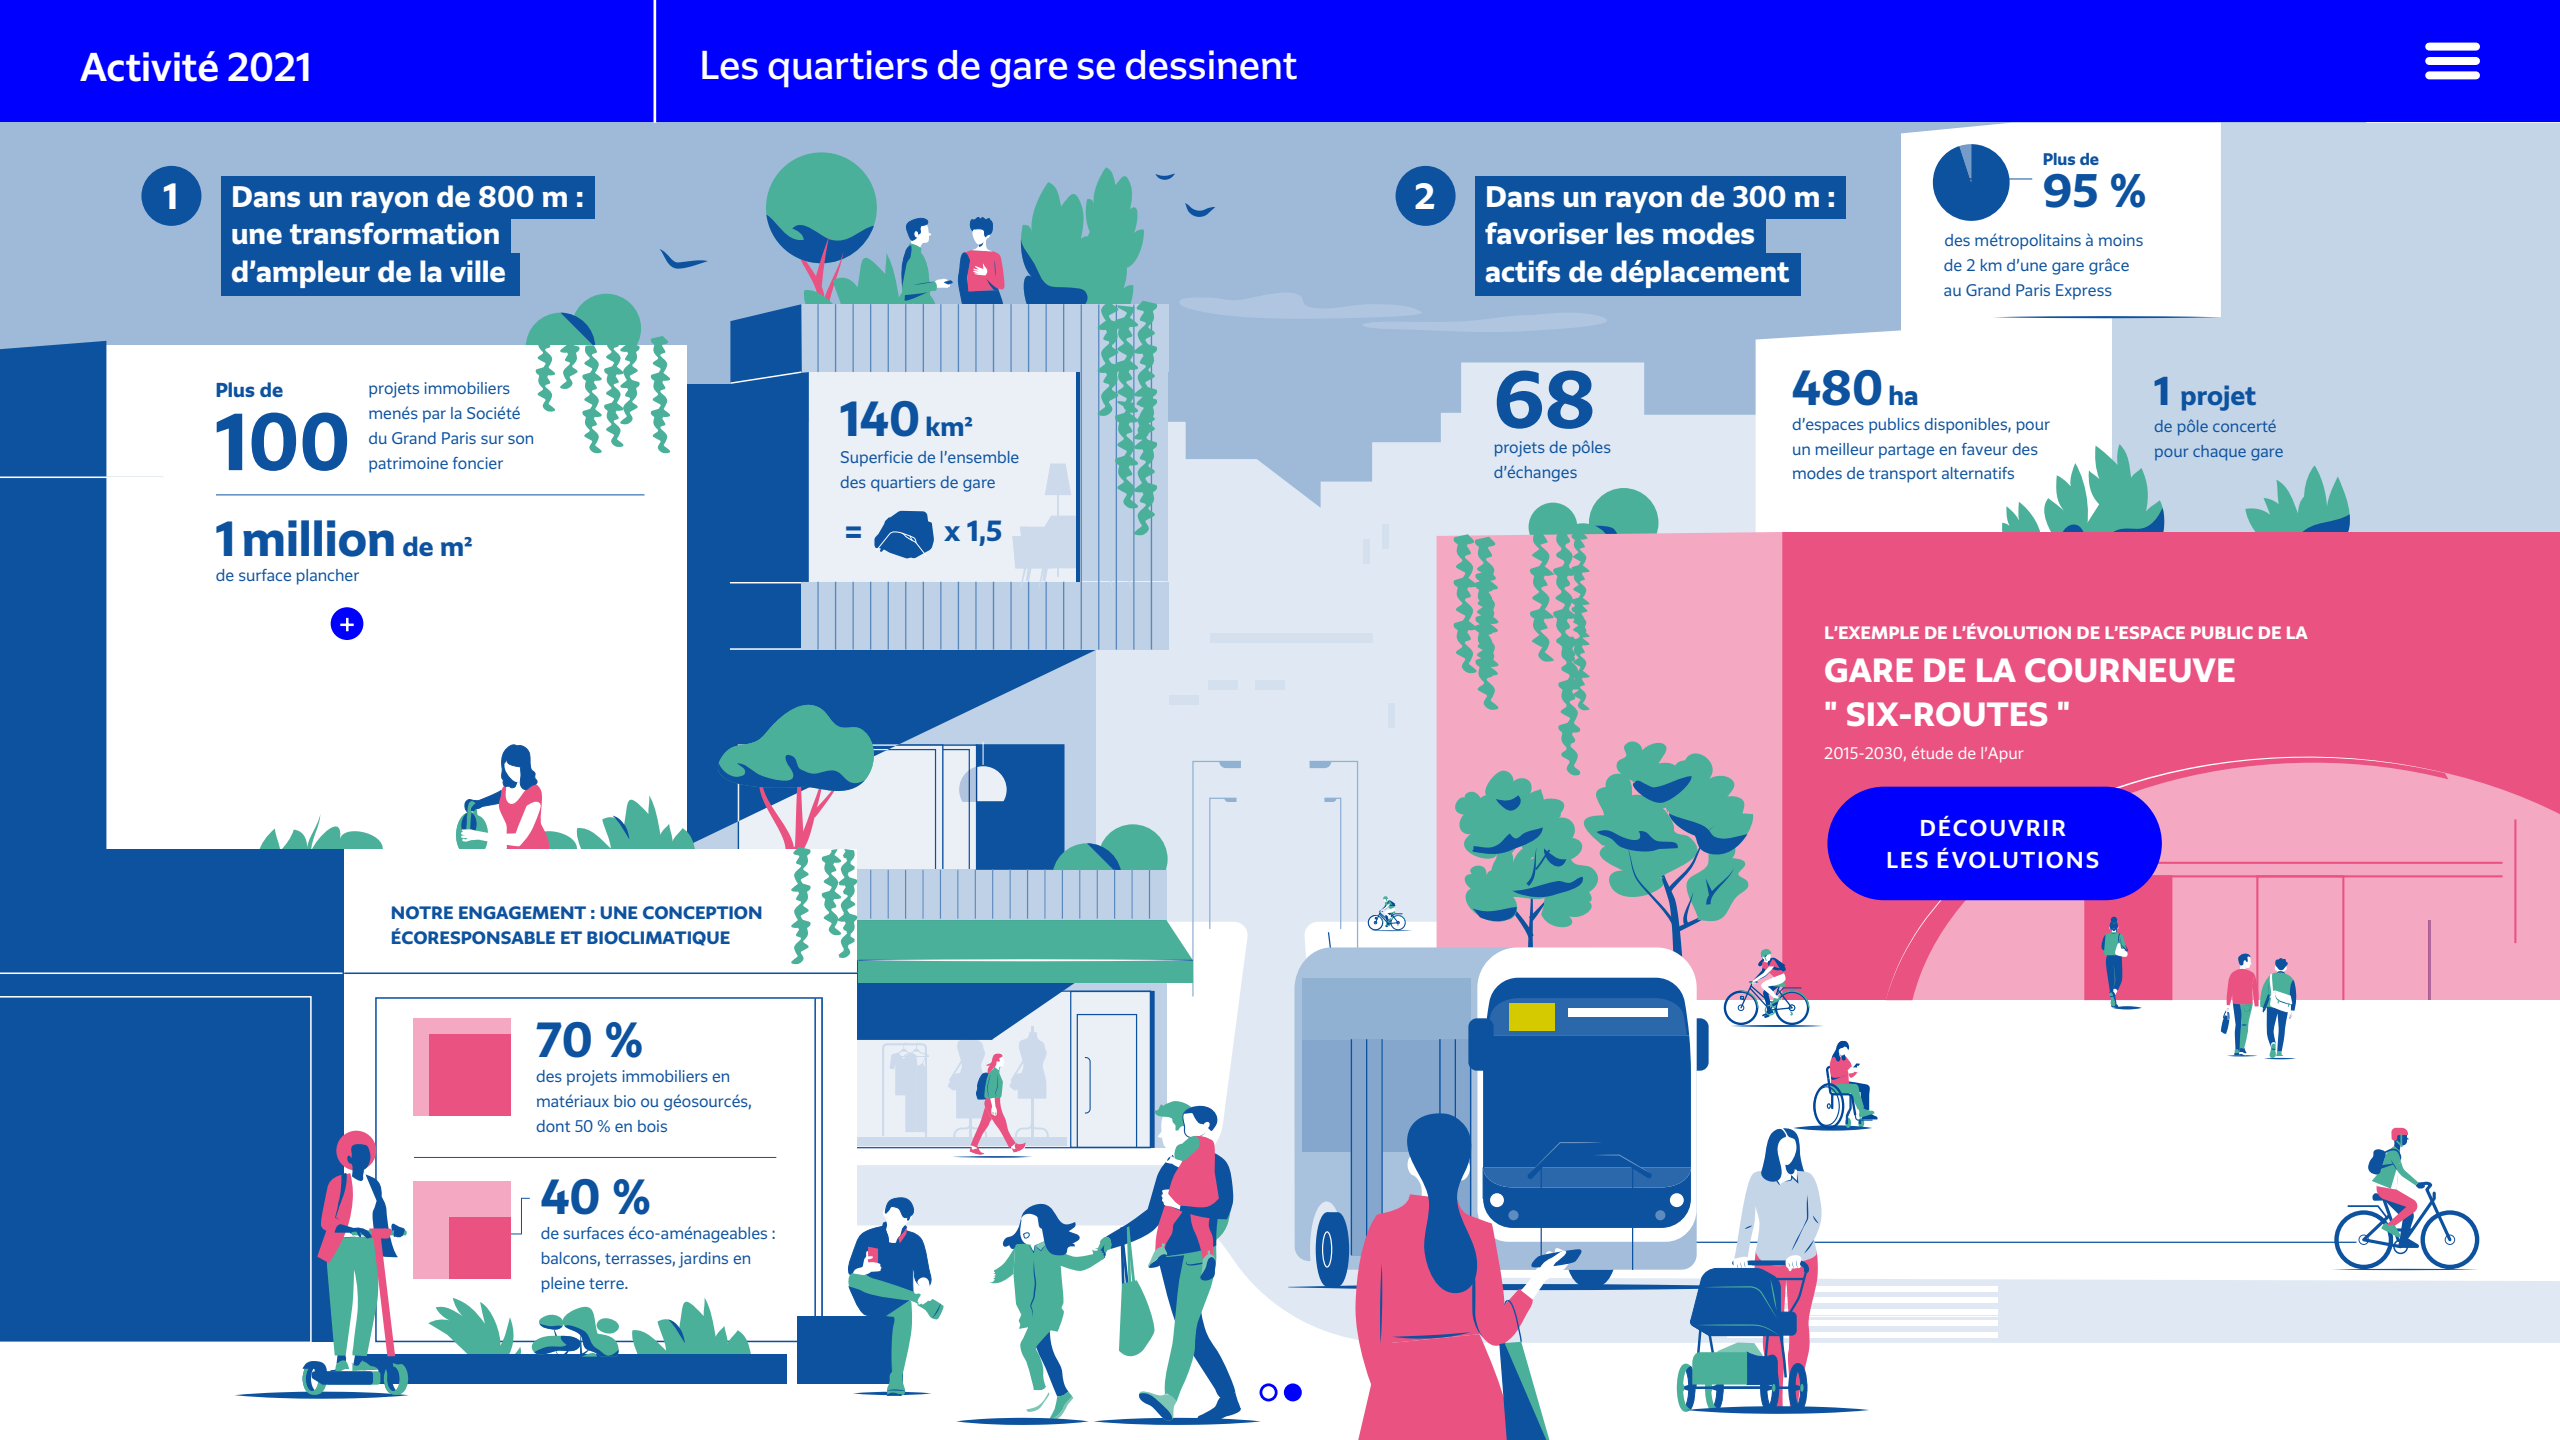 Activité 2021
Les quartiers de gare se dessinent
1
Dans un rayon de 800 m :
une transformation
d'ampleur de la ville
Plus de
100
projets immobiliers
menés par la Société
du Grand Paris sur son
patrimoine foncier
1 million de m²
de surface plancher
+
140 km²
Superficie de l'ensemble
des quartiers de gare
= x 1,5
NOTRE ENGAGEMENT : UNE CONCEPTION
ÉCORESPONSABLE ET BIOCLIMATIQUE
70 %
des projets immobiliers en
matériaux bio ou géosourcés,
dont 50 % en bois
40 %
de surfaces éco-aménageables :
balcons, terrasses, jardins en
pleine terre.
2
Dans un rayon de 300 m :
favoriser les modes
actifs de déplacement
Plus de
95 %
des métropolitains à moins
de 2 km d'une gare grâce
au Grand Paris Express
68
projets de pôles
d'échanges
480 ha
d'espaces publics disponibles, pour
un meilleur partage en faveur des
modes de transport alternatifs
1 projet
de pôle concerté
pour chaque gare
L'EXEMPLE DE L'ÉVOLUTION DE L'ESPACE PUBLIC DE LA
GARE DE LA COURNEUVE
" SIX-ROUTES "
2015-2030, étude de l'Apur
DÉCOUVRIR
LES ÉVOLUTIONS